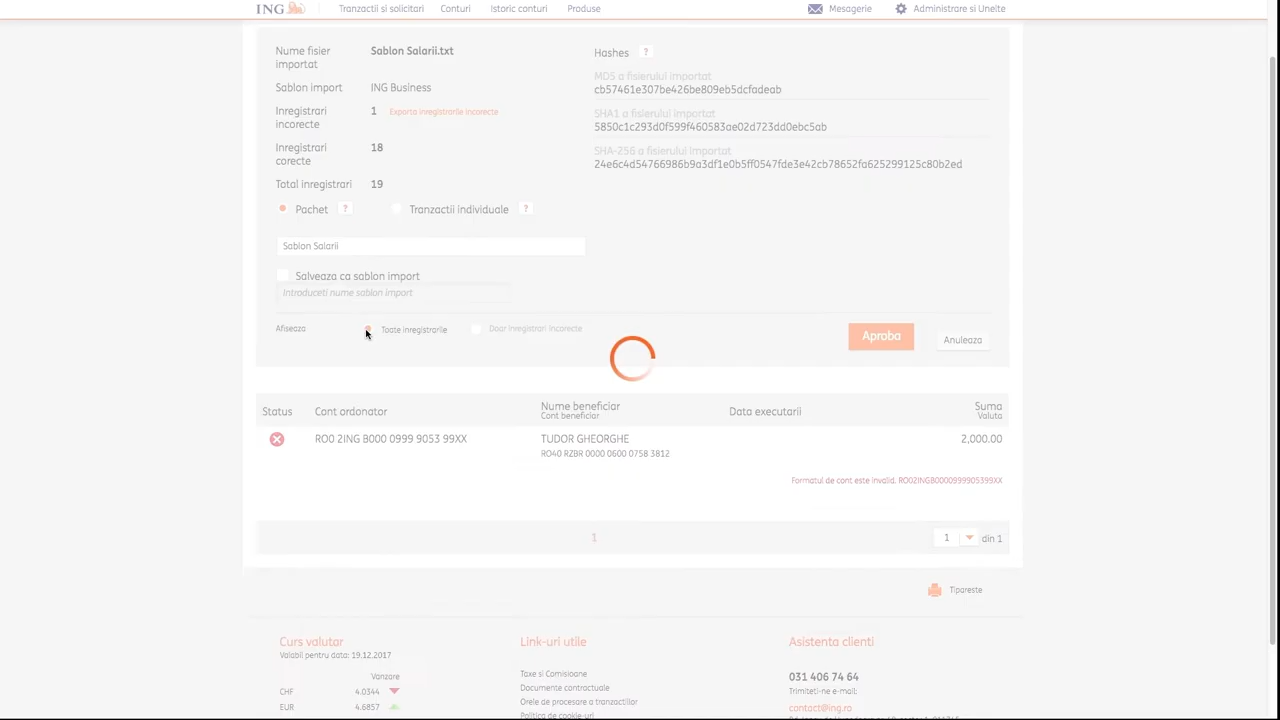 ING
Tranzactii si solicitari
Conturi
Istoric conturi
Produse
Mesagerie
Administrare si Unelte
Nume fisier
importat
Sablon Salarii.txt
Hashes ?
MD5 a fisierului importat
cb57461e307be426be809eb5dcfadeab
Sablon import
ING Business
Inregistrari
incorecte
1
Exporta inregistrarile incorecte
SHA1 a fisierului importat
5850c1c293d0f599f460583ae02d723dd0ebc5ab
Inregistrari
corecte
18
SHA-256 a fisierului importat
24e6c4d54766986b9a3df1e0b5ff0547fde3e42cb78652fa625299125c80b2ed
Total inregistrari
19
Pachet ?
Tranzactii individuale ?
Sablon Salarii
Salveaza ca sablon import
Introduceti nume sablon import
Afiseaza
Toate inregistrarile
Doar inregistrari incorecte
Aproba
Anuleaza
Status
Cont ordonator
Nume beneficiar
Cont beneficiar
Data executarii
Suma
Valuta
RO0 2ING B000 0999 9053 99XX
TUDOR GHEORGHE
2,000.00
RO40 RZBR 0000 0600 0758 3812
Formatul de cont este invalid. RO02INGB0000999905399XX
1
1
din 1
Tipareste
Curs valutar
Valabil pentru data: 19.12.2017
Vanzare
CHF 4.0344
EUR 4.6857
Link-uri utile
Taxe si Comisioane
Documente contractuale
Orele de procesare a tranzactiilor
Politica de cookie-uri
Asistenta clienti
031 406 74 64
Trimiteti-ne e-mail:
contact@ing.ro